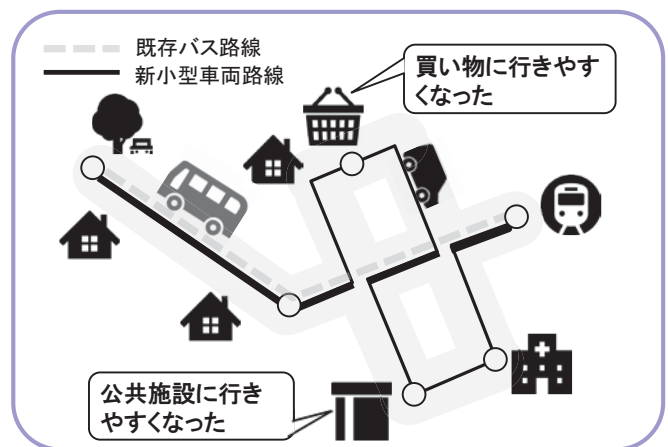 既存バス路線
新小型車両路線
買い物に行きやす
くなった
公共施設に行き
やすくなった